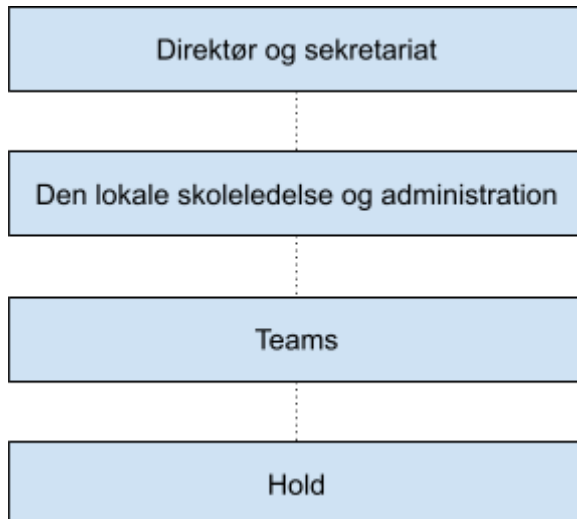 Direktør og sekretariat
Den lokale skoleledelse og administration
Teams
Hold